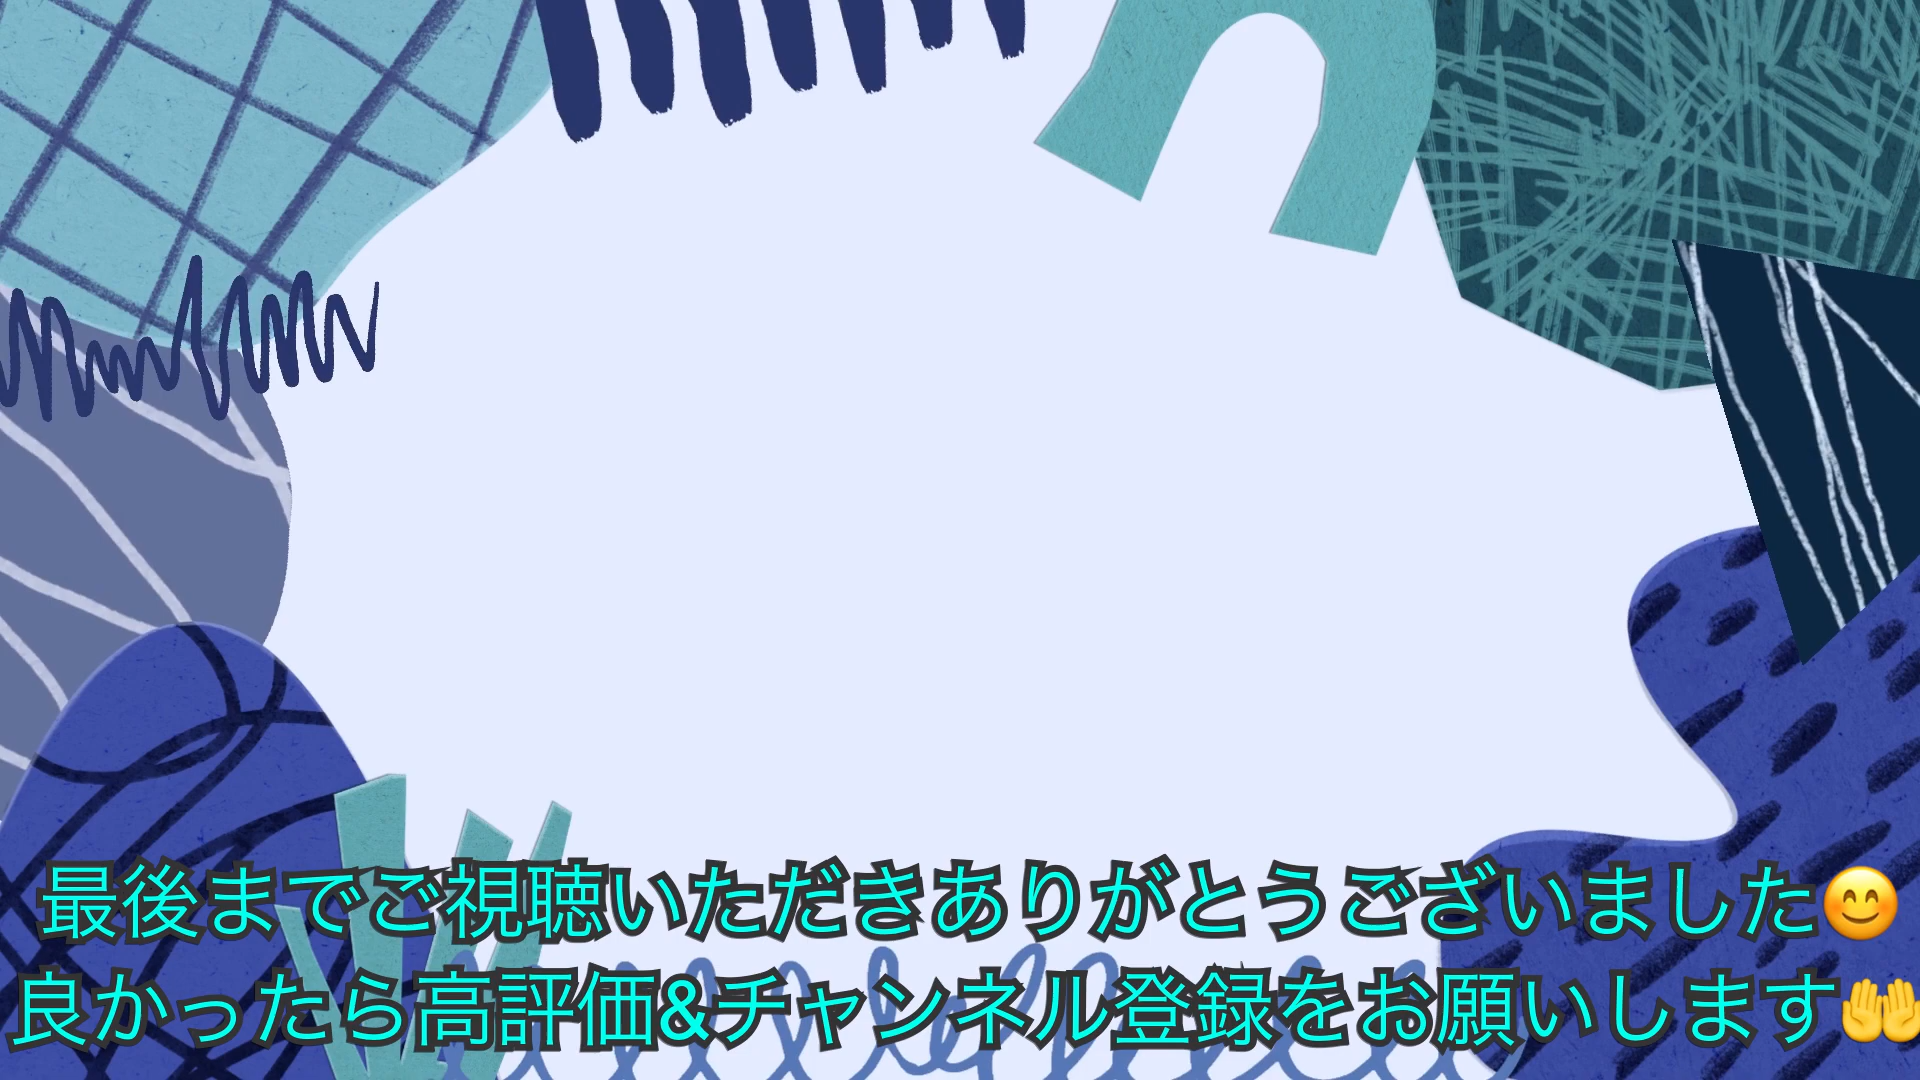 最後までご視聴いただきありがとうございました😊
良かったら高評価&チャンネル登録をお願いします🤲